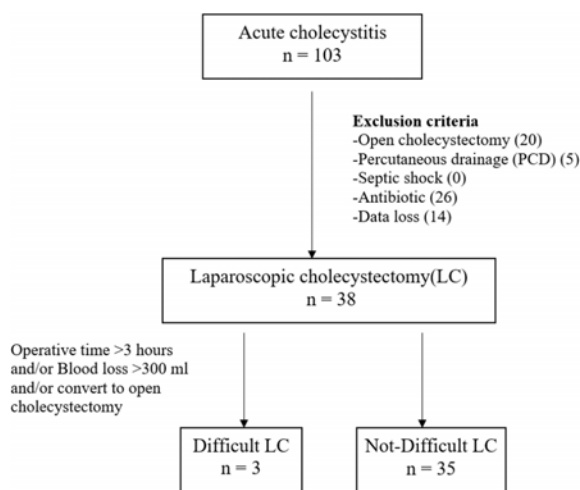 Acute cholecystitis
n = 103
Exclusion criteria
-Open cholecystectomy (20)
-Percutaneous drainage (PCD) (5)
-Septic shock (0)
-Antibiotic (26)
-Data loss (14)
Laparoscopic cholecystectomy(LC)
n = 38
Operative time >3 hours
and/or Blood loss >300 ml
and/or convert to open
cholecystectomy
Difficult LC
n = 3
Not-Difficult LC
n = 35